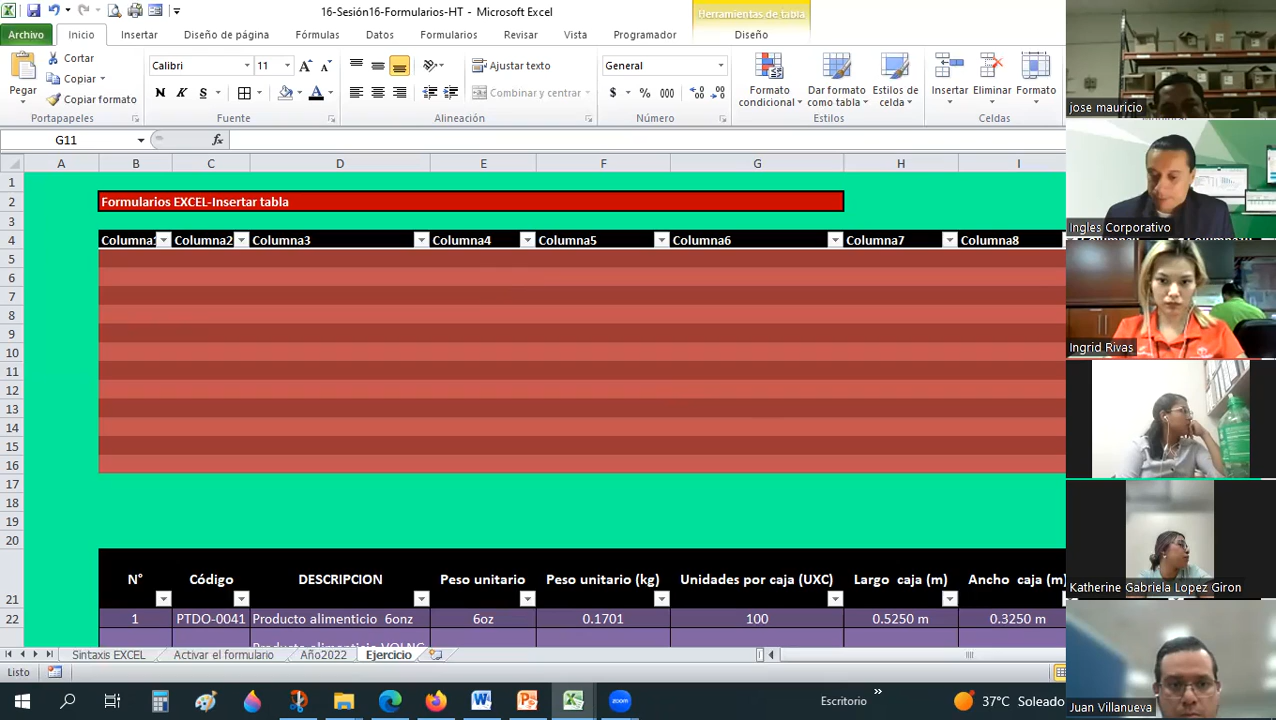 16-Sesión16-Formularios-HT - Microsoft Excel
Herramientas de tabla
Archivo Inicio Insertar Diseño de página Fórmulas Datos Formularios Revisar Vista Programador Diseño
Pegar
Cortar
Copiar
Copiar formato
Calibri 11
N K S
Ajustar texto
Combinar y centrar
General
$ % 000
Formato condicional
Dar formato como tabla
Estilos de celda
Insertar Eliminar Formato
Portapapeles Fuente Alineación Número Estilos Celdas
G11 fx
A B C D E F G H I
1
2 Formularios EXCEL-Insertar tabla
3
4 Columna1 Columna2 Columna3 Columna4 Columna5 Columna6 Columna7 Columna8
5
6
7
8
9
10
11
12
13
14
15
16
17
18
19
20
21 N° Código DESCRIPCION Peso unitario Peso unitario (kg) Unidades por caja (UXC) Largo caja (m) Ancho caja (m)
22 1 PTDO-0041 Producto alimenticio 6onz 6oz 0.1701 100 0.5250 m 0.3250 m
Sintaxis EXCEL Activar el formulario Año2022 Ejercicio
Listo
Escritorio
37°C Soleado
zoom
jose mauricio
Ingles Corporativo
Ingrid Rivas
Katherine Gabriela Lopez Giron
Juan Villanueva